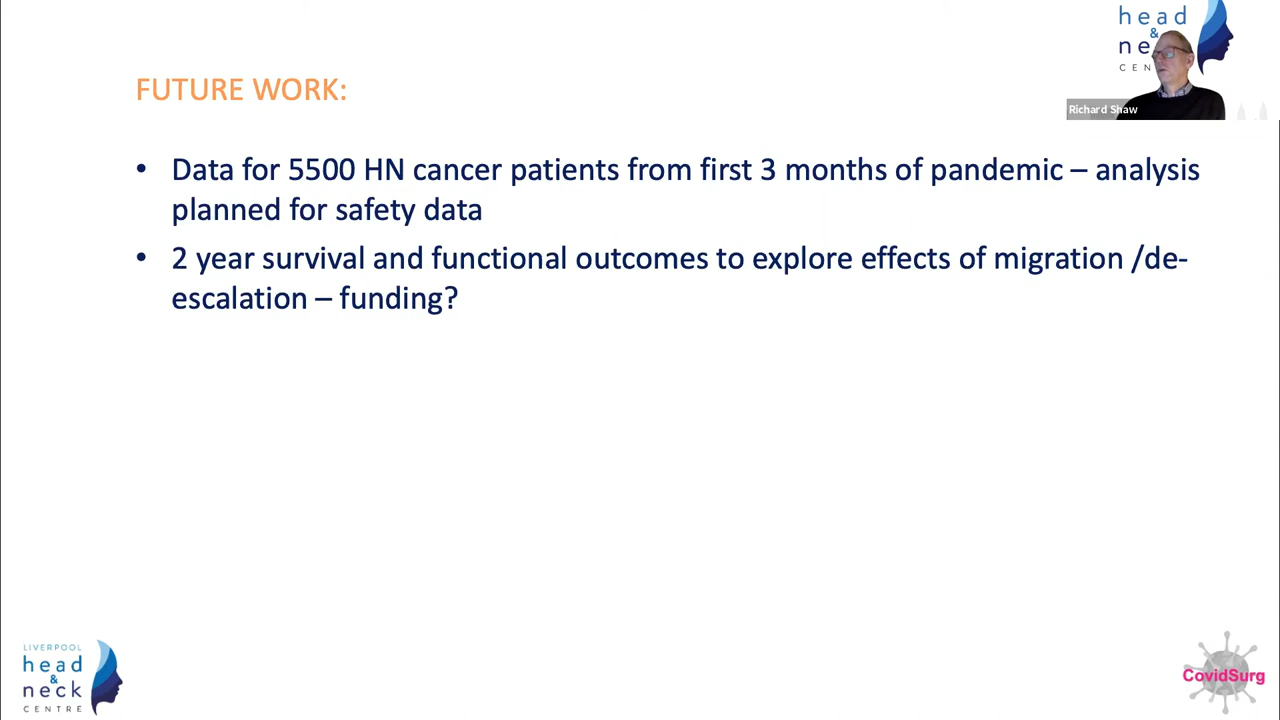 head
&
ne
CEN
Richard Shaw
FUTURE WORK:
• Data for 5500 HN cancer patients from first 3 months of pandemic – analysis
planned for safety data
• 2 year survival and functional outcomes to explore effects of migration /de-
escalation – funding?
LIVERPOOL
head
&
neck
CENTRE
CovidSurg